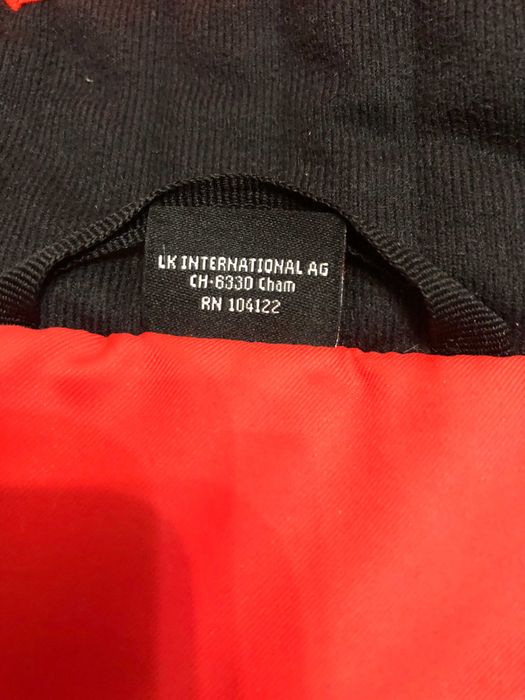 LK INTERNATIONAL AG
CH-6330 Cham
RN 104122